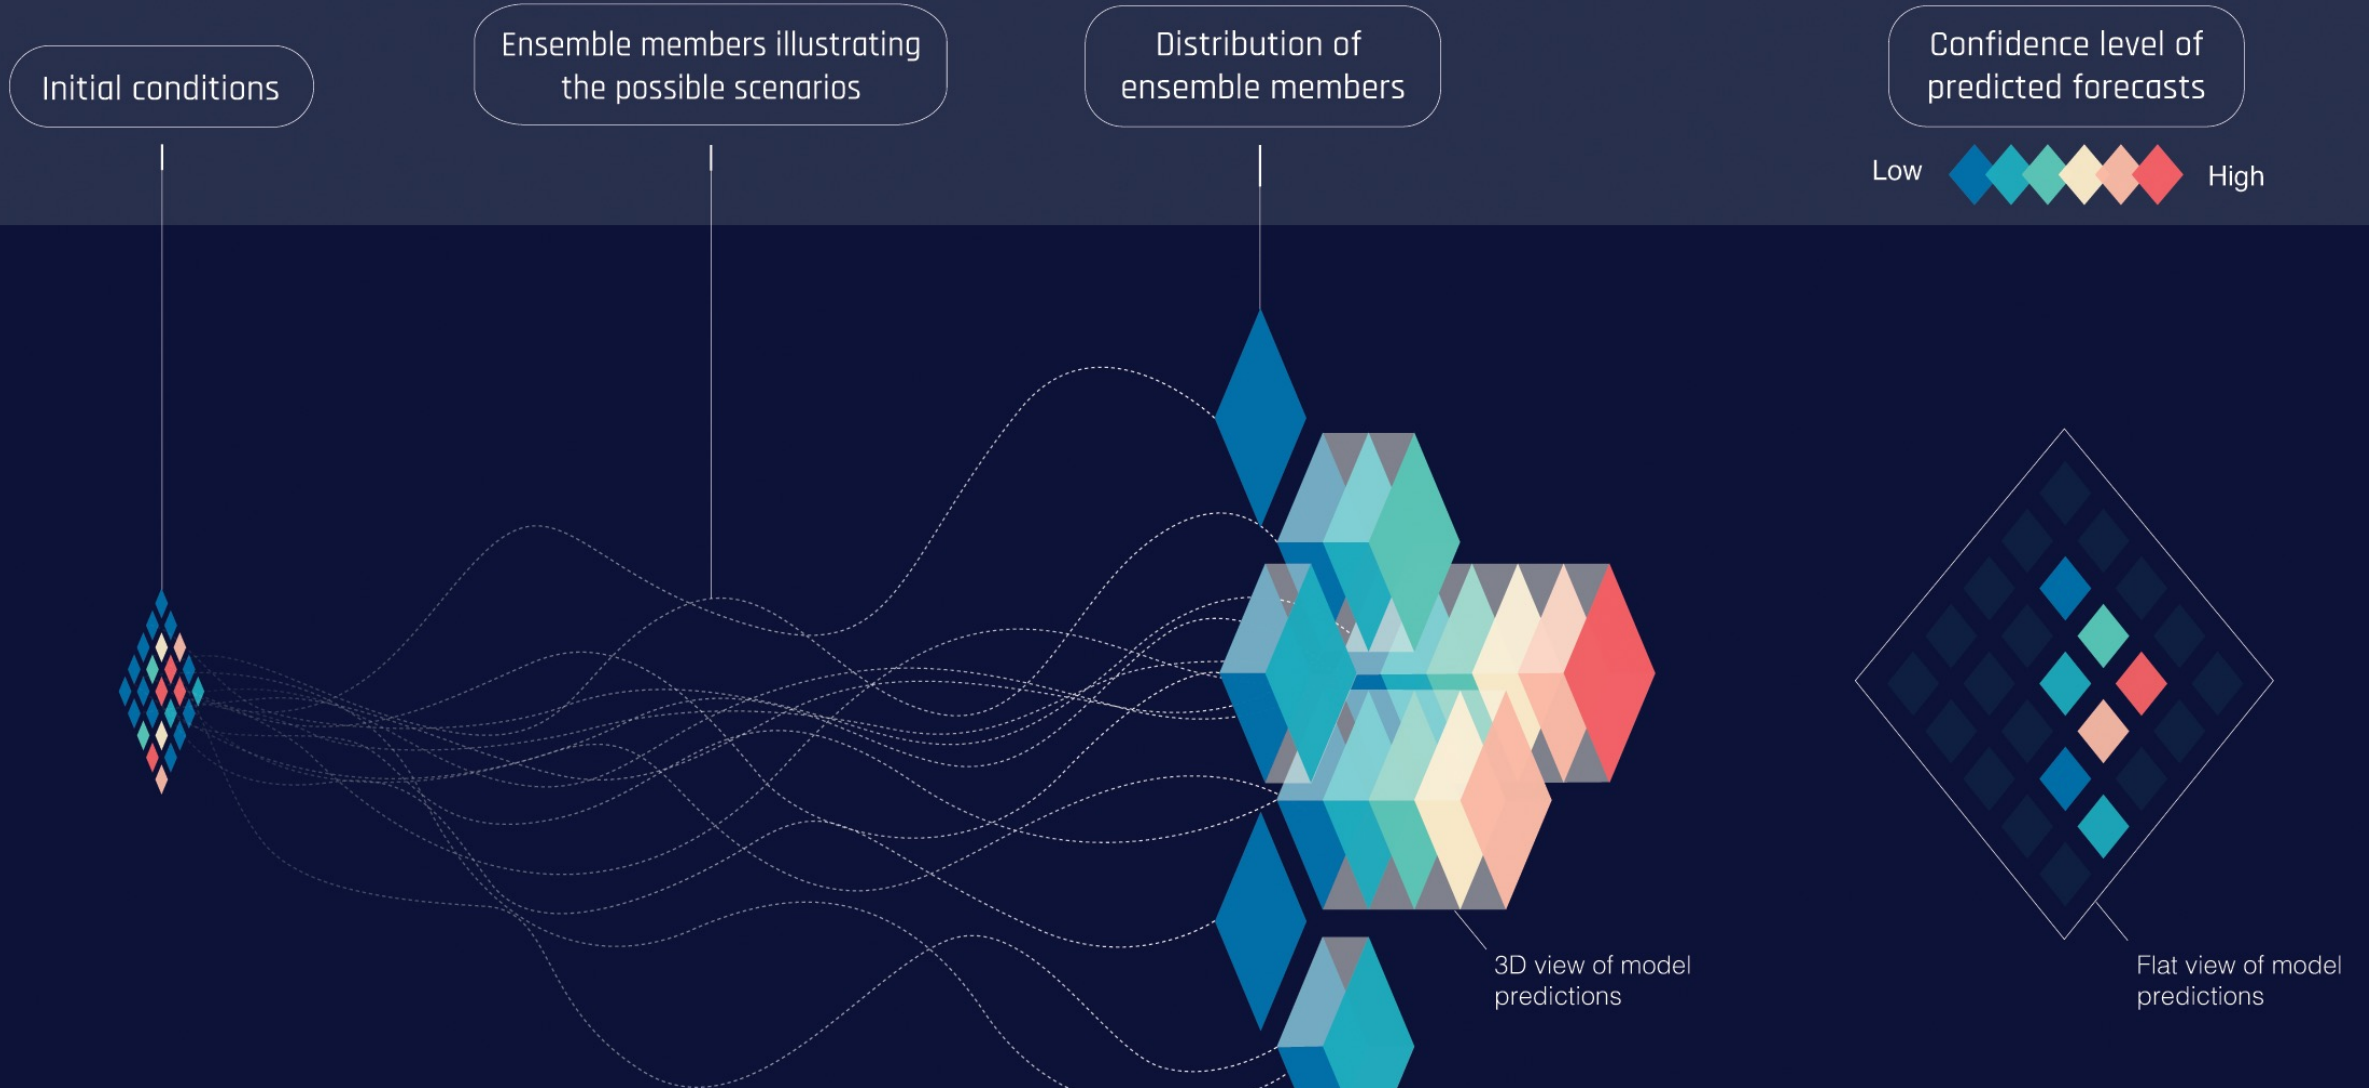 Initial conditions
Ensemble members illustrating
the possible scenarios
Distribution of
ensemble members
Confidence level of
predicted forecasts
Low
High
3D view of model
predictions
Flat view of model
predictions